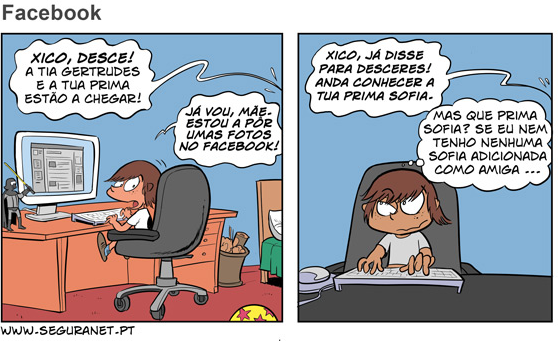 Facebook
XICO, DESCE!
A TIA GERTRUDES
E A TUA PRIMA
ESTÃO A CHEGAR!
JÁ VOU, MÃE.
ESTOU A PÔR
UMAS FOTOS
NO FACEBOOK!
XICO, JÁ DISSE
PARA DESCERES!
ANDA CONHECER A
TUA PRIMA SOFIA.
MAS QUE PRIMA
SOFIA? SE EU NEM
TENHO NENHUMA
SOFIA ADICIONADA
COMO AMIGA ...
WWW.SEGURANET.PT